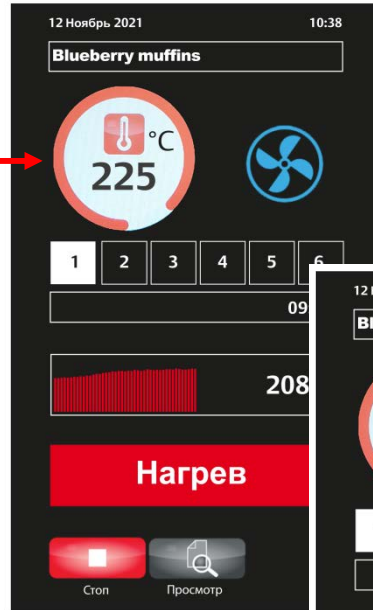 12 Ноябрь 2021 10:38
Blueberry muffins
°C
225
1 2 3 4 5 6
09
208
Нагрев
Стоп Просмотр
12
Bl